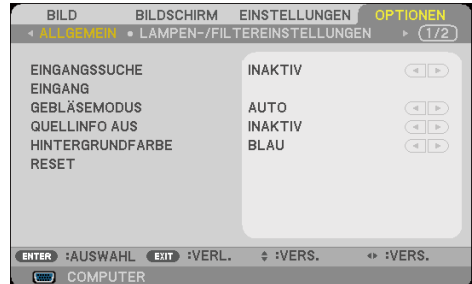 BILD BILDSCHIRM EINSTELLUNGEN OPTIONEN
ALLGEMEIN • LAMPEN-/FILTEREINSTELLUNGEN (1/2)
EINGANGSSUCHE INAKTIV
EINGANG
GEBLÄSEMODUS AUTO
QUELLINFO AUS INAKTIV
HINTERGRUNDFARBE BLAU
RESET
ENTER :AUSWAHL EXIT :VERL. :VERS. :VERS.
COMPUTER